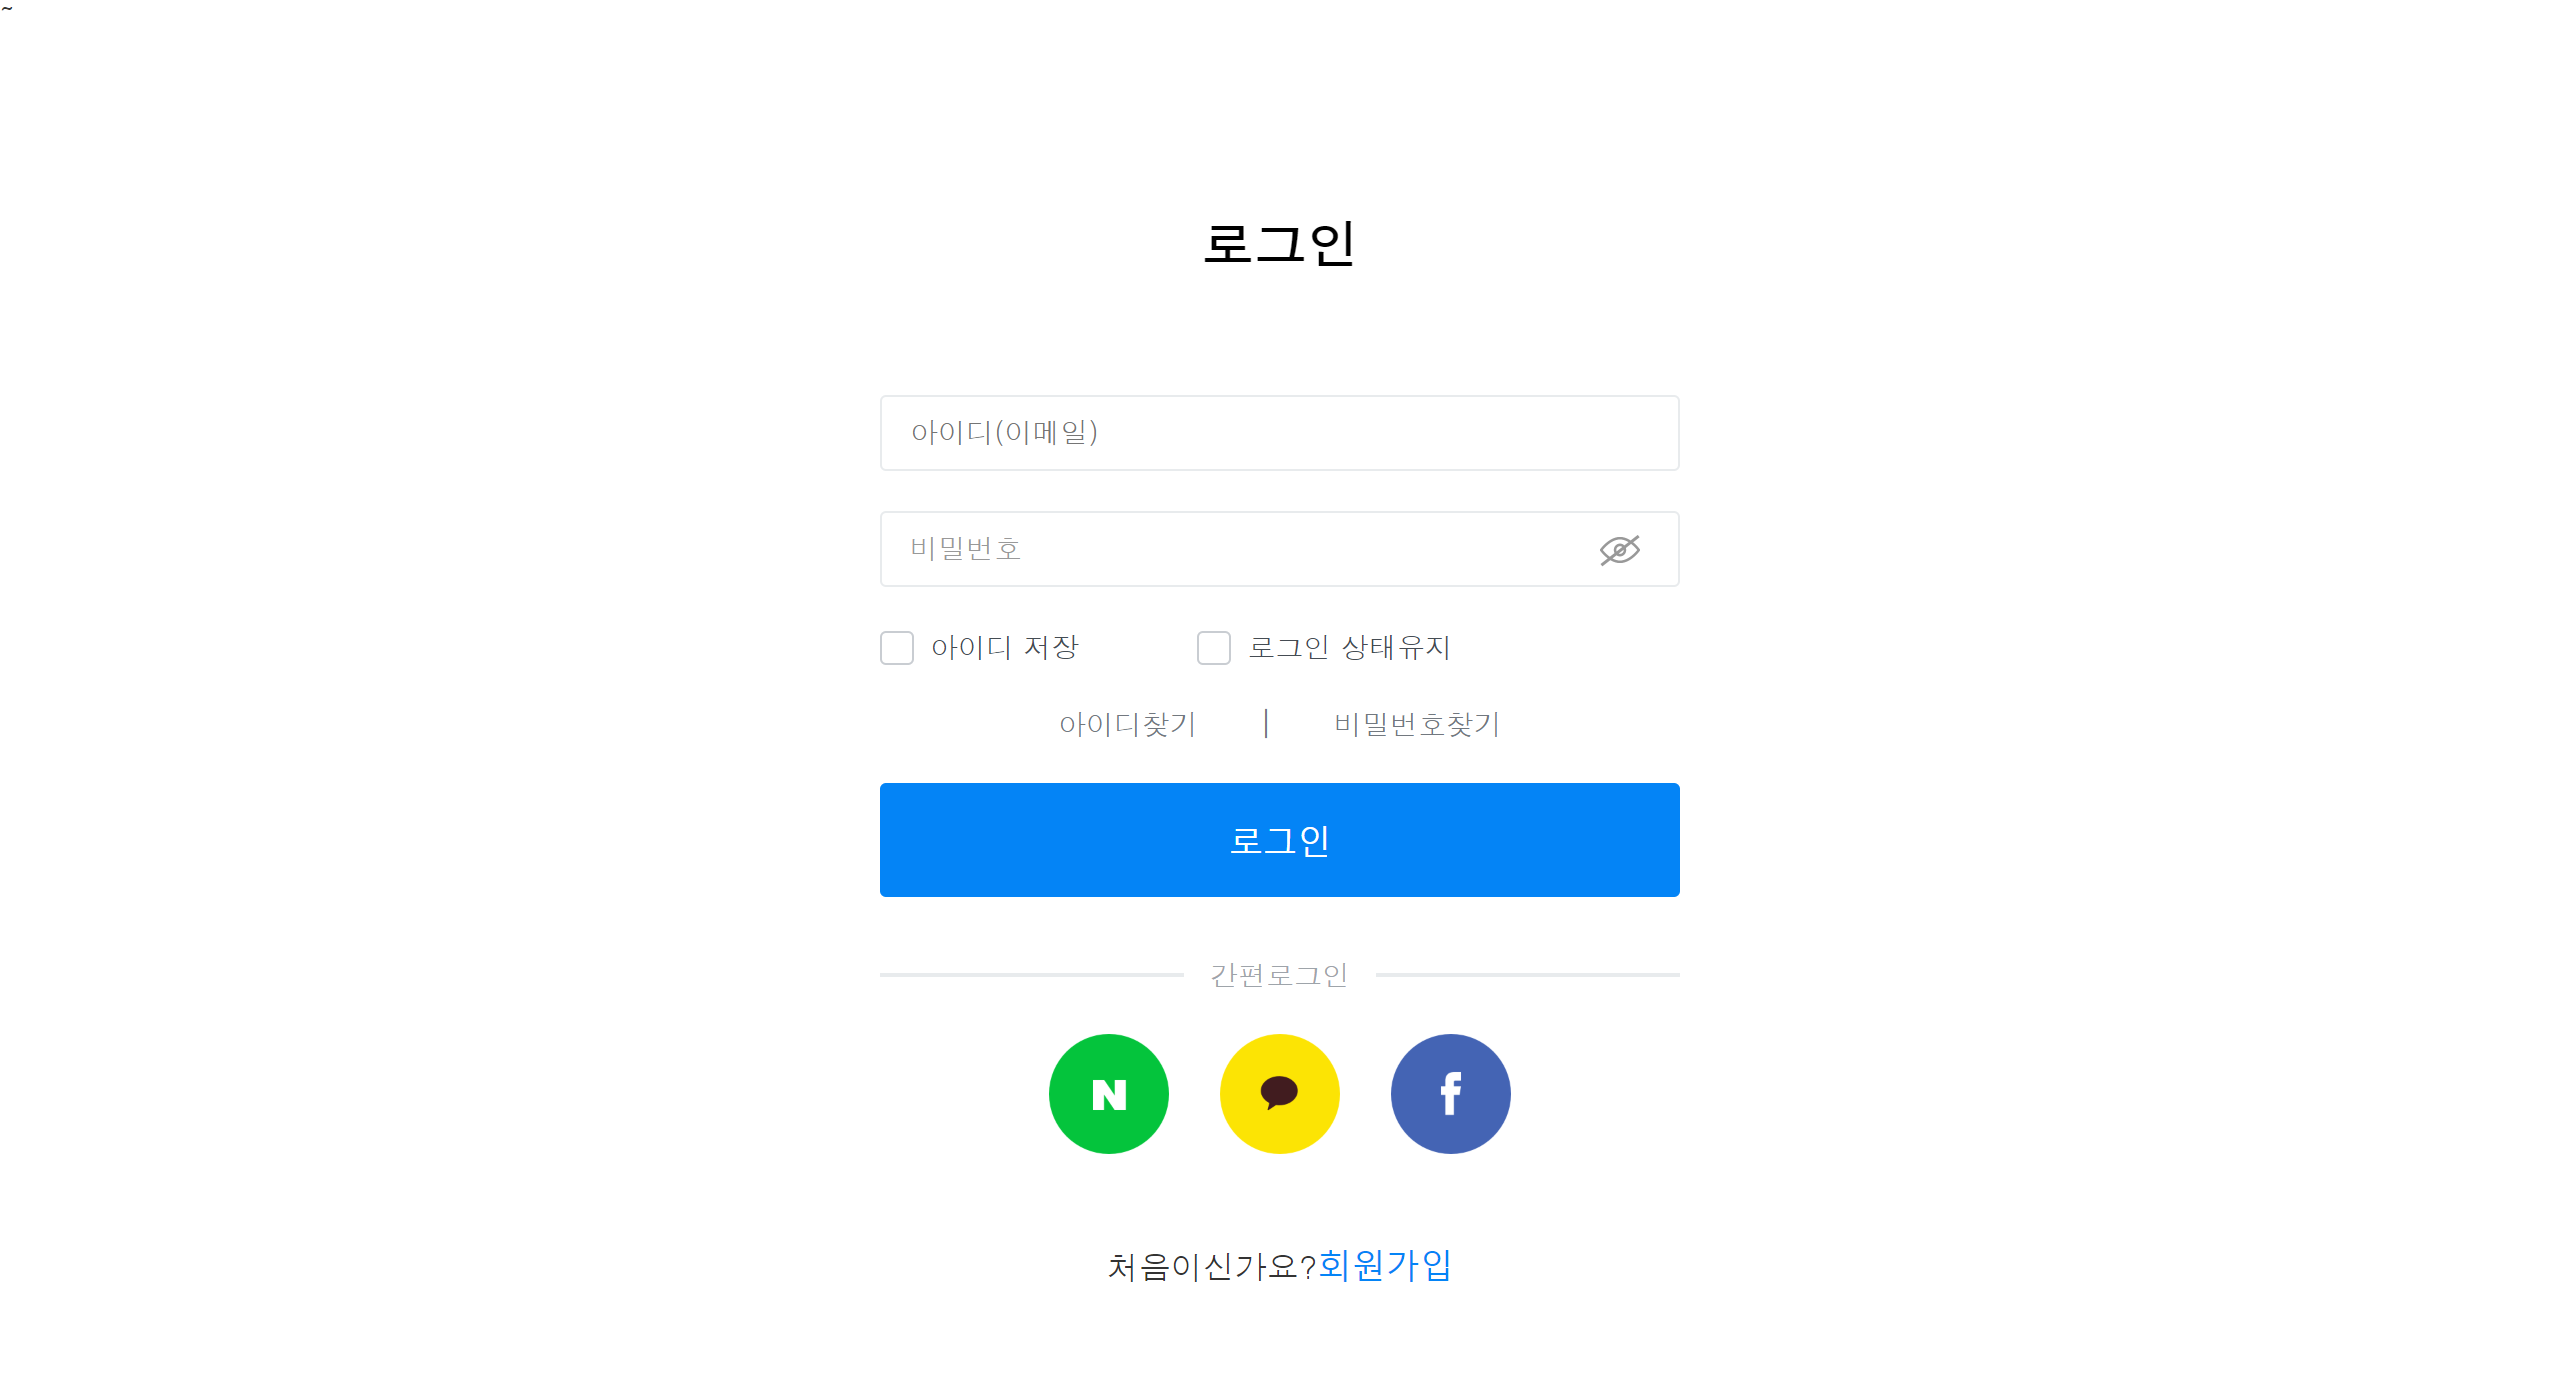 ~
로그인
아이디(이메일)
비밀번호
아이디 저장 로그인 상태유지
아이디찾기 | 비밀번호찾기
로그인
간편로그인
N f
처음이신가요?회원가입